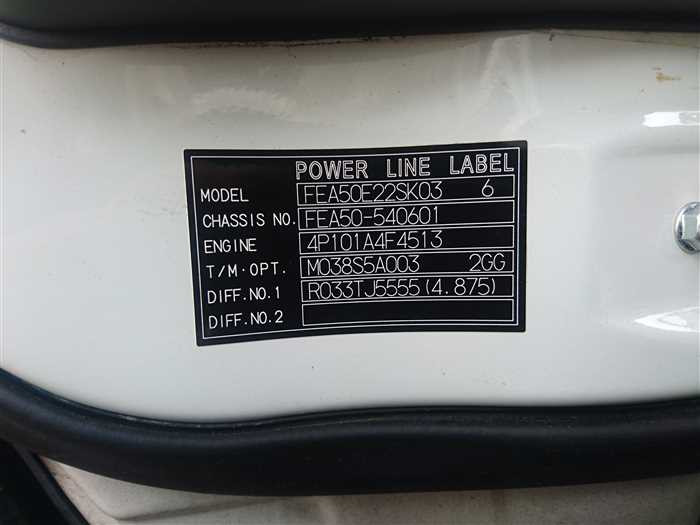 POWER LINE LABEL
MODEL FEA50E22SK03 6
CHASSIS NO. FEA50-540601
ENGINE 4P101A4F4513
T/M·OPT. M038S5A003 2GG
DIFF.NO.1 R033TJ5555(4.875)
DIFF.NO.2